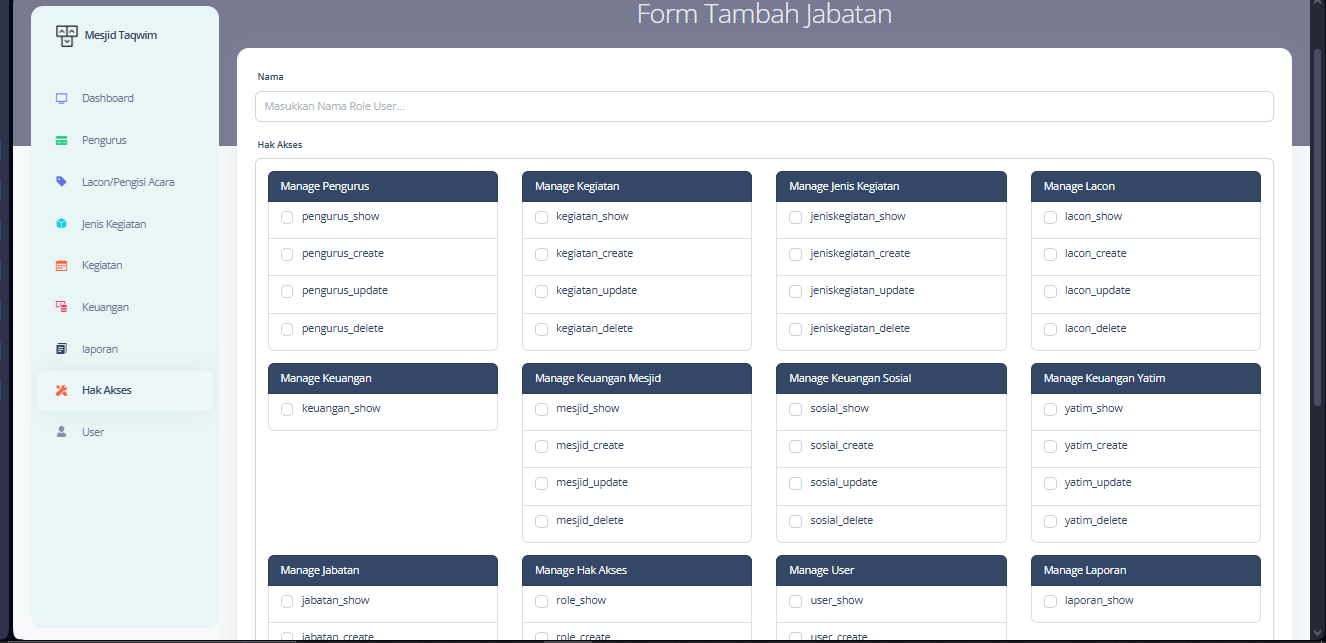 Form Tambah Jabatan
Mesjid Taqwim
Dashboard
Pengurus
Lacon/Pengisi Acara
Jenis Kegiatan
Kegiatan
Keuangan
laporan
Hak Akses
User
Nama
Masukkan Nama Role User...
Hak Akses
Manage Pengurus
pengurus_show
pengurus_create
pengurus_update
pengurus_delete
Manage Kegiatan
kegiatan_show
kegiatan_create
kegiatan_update
kegiatan_delete
Manage Jenis Kegiatan
jeniskegiatan_show
jeniskegiatan_create
jeniskegiatan_update
jeniskegiatan_delete
Manage Lacon
lacon_show
lacon_create
lacon_update
lacon_delete
Manage Keuangan
keuangan_show
Manage Keuangan Mesjid
mesjid_show
mesjid_create
mesjid_update
mesjid_delete
Manage Keuangan Sosial
sosial_show
sosial_create
sosial_update
sosial_delete
Manage Keuangan Yatim
yatim_show
yatim_create
yatim_update
yatim_delete
Manage Jabatan
jabatan_show
jabatan_create
Manage Hak Akses
role_show
role_create
Manage User
user_show
user_create
Manage Laporan
laporan_show